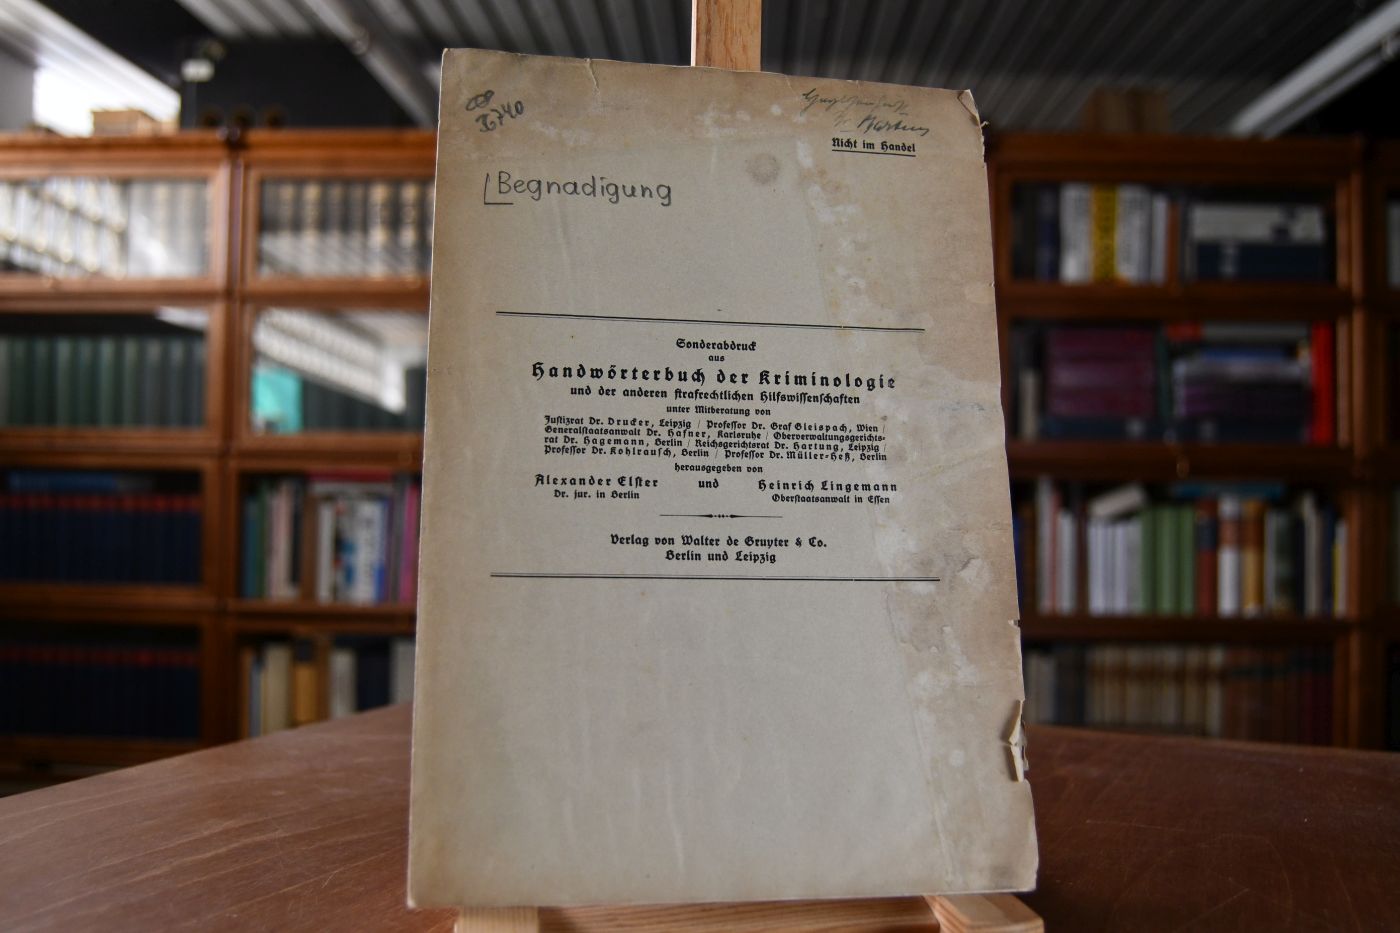 B 740
Nicht im Handel
Begnadigung
Sonderabdruck
aus
Handwörterbuch der Kriminologie
und der anderen strafrechtlichen Hilfswissenschaften
unter Mitberatung von
Justizrat Dr. Drucker, Leipzig / Professor Dr. Graf Gleispach, Wien /
Generalstaatsanwalt Dr. Hafner, Karlsruhe / Oberverwaltungsgerichts-
rat Dr. Hagemann, Berlin / Reichsgerichtsrat Dr. Hartung, Leipzig /
Professor Dr. Kohlrausch, Berlin / Professor Dr. Müller-Heß, Berlin
herausgegeben von
Alexander Elster und Heinrich Lingemann
Dr. jur. in Berlin Oberstaatsanwalt in Essen
Verlag von Walter de Gruyter & Co.
Berlin und Leipzig